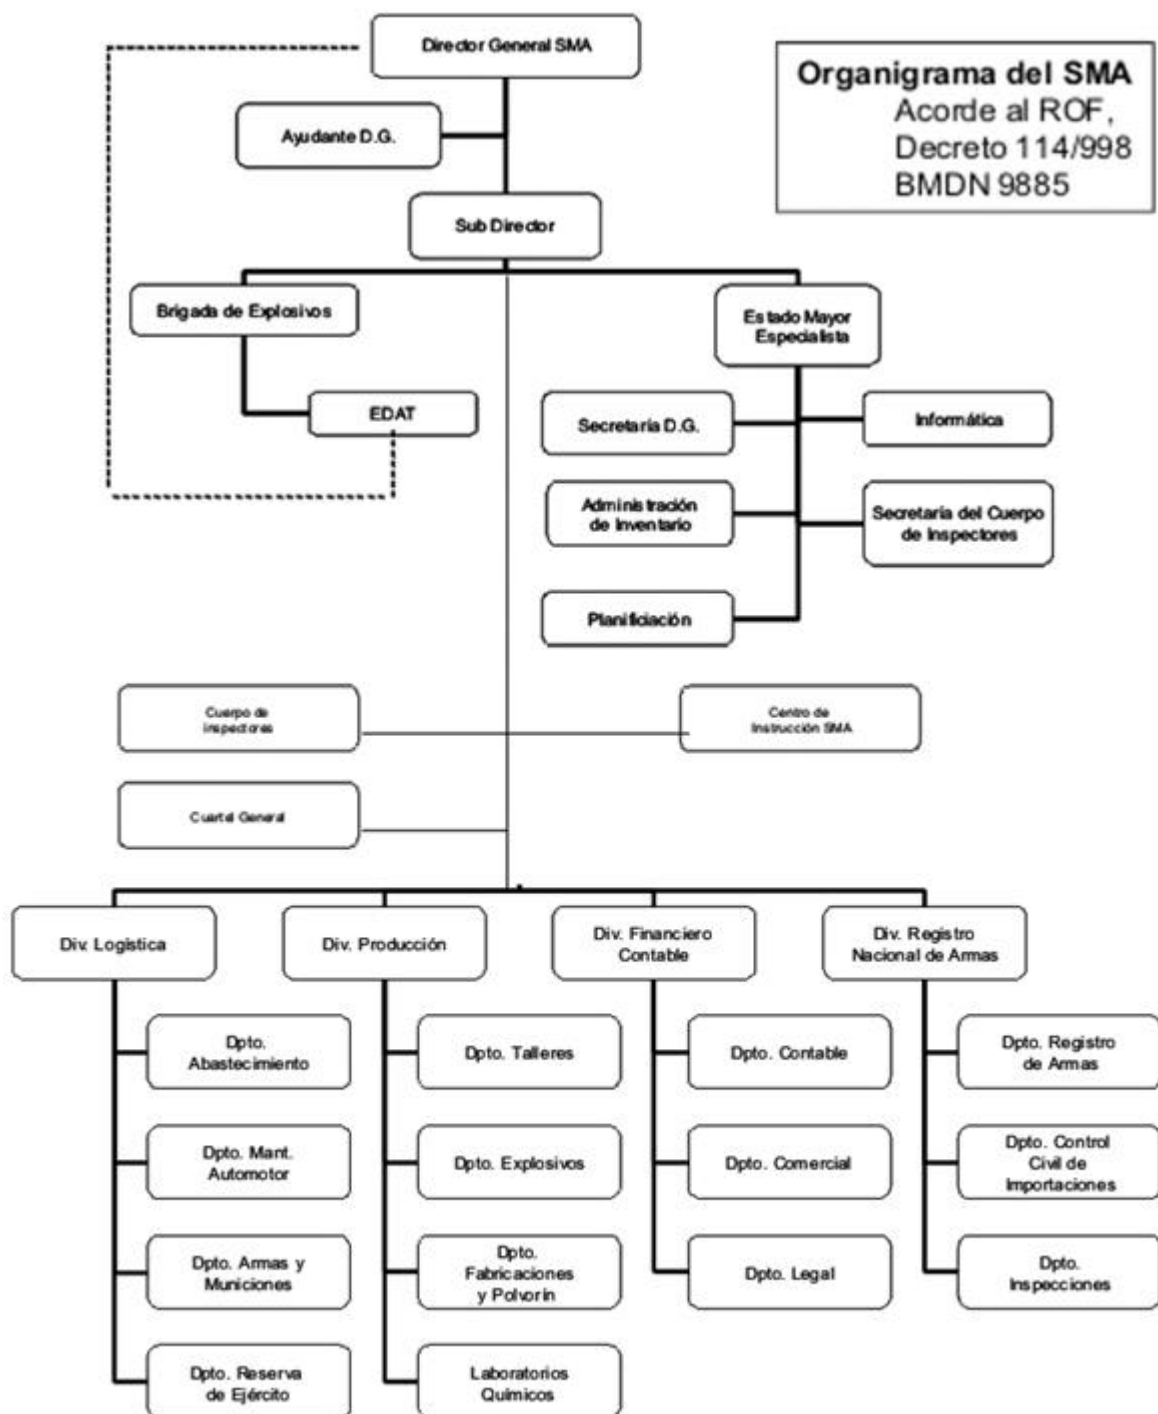 Director General SMA
Organigrama del SMA
Acorde al ROF,
Decreto 114/998
BMDN 9885
Ayudante D.G.
Sub Director
Brigada de Explosivos
Estado Mayor
Especialista
EDAT
Secretaría D.G.
Informática
Administración
de Inventario
Secretaría del Cuerpo
de Inspectores
Planificiación
Cuerpo de
inspectores
Centro de
Instrucción SMA
Cuartel General
Div. Logística
Div. Producción
Div. Financiero
Contable
Div. Registro
Nacional de Armas
Dpto.
Abastecimiento
Dpto. Talleres
Dpto. Contable
Dpto. Registro
de Armas
Dpto. Mant.
Automotor
Dpto. Explosivos
Dpto. Comercial
Dpto. Control
Civil de
Importaciones
Dpto. Armas y
Municiones
Dpto.
Fabricaciones
y Polvorín
Dpto. Legal
Dpto.
Inspecciones
Dpto. Reserva
de Ejército
Laboratorios
Químicos